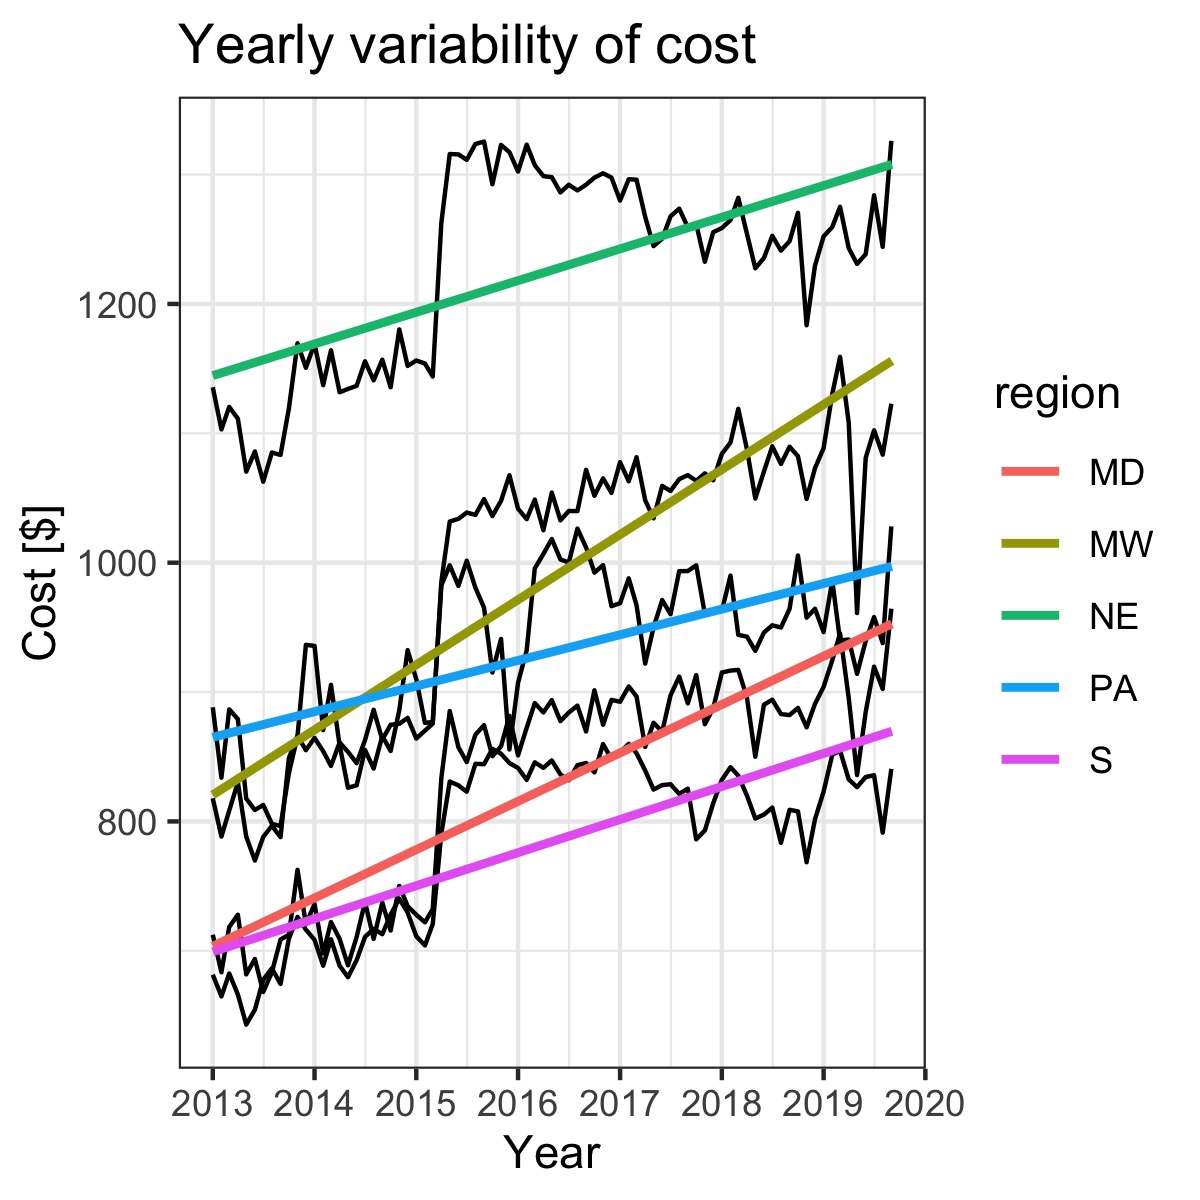 Yearly variability of cost
Cost [$]
1200
1000
800
2013 2014 2015 2016 2017 2018 2019 2020
Year
region
MD
MW
NE
PA
S